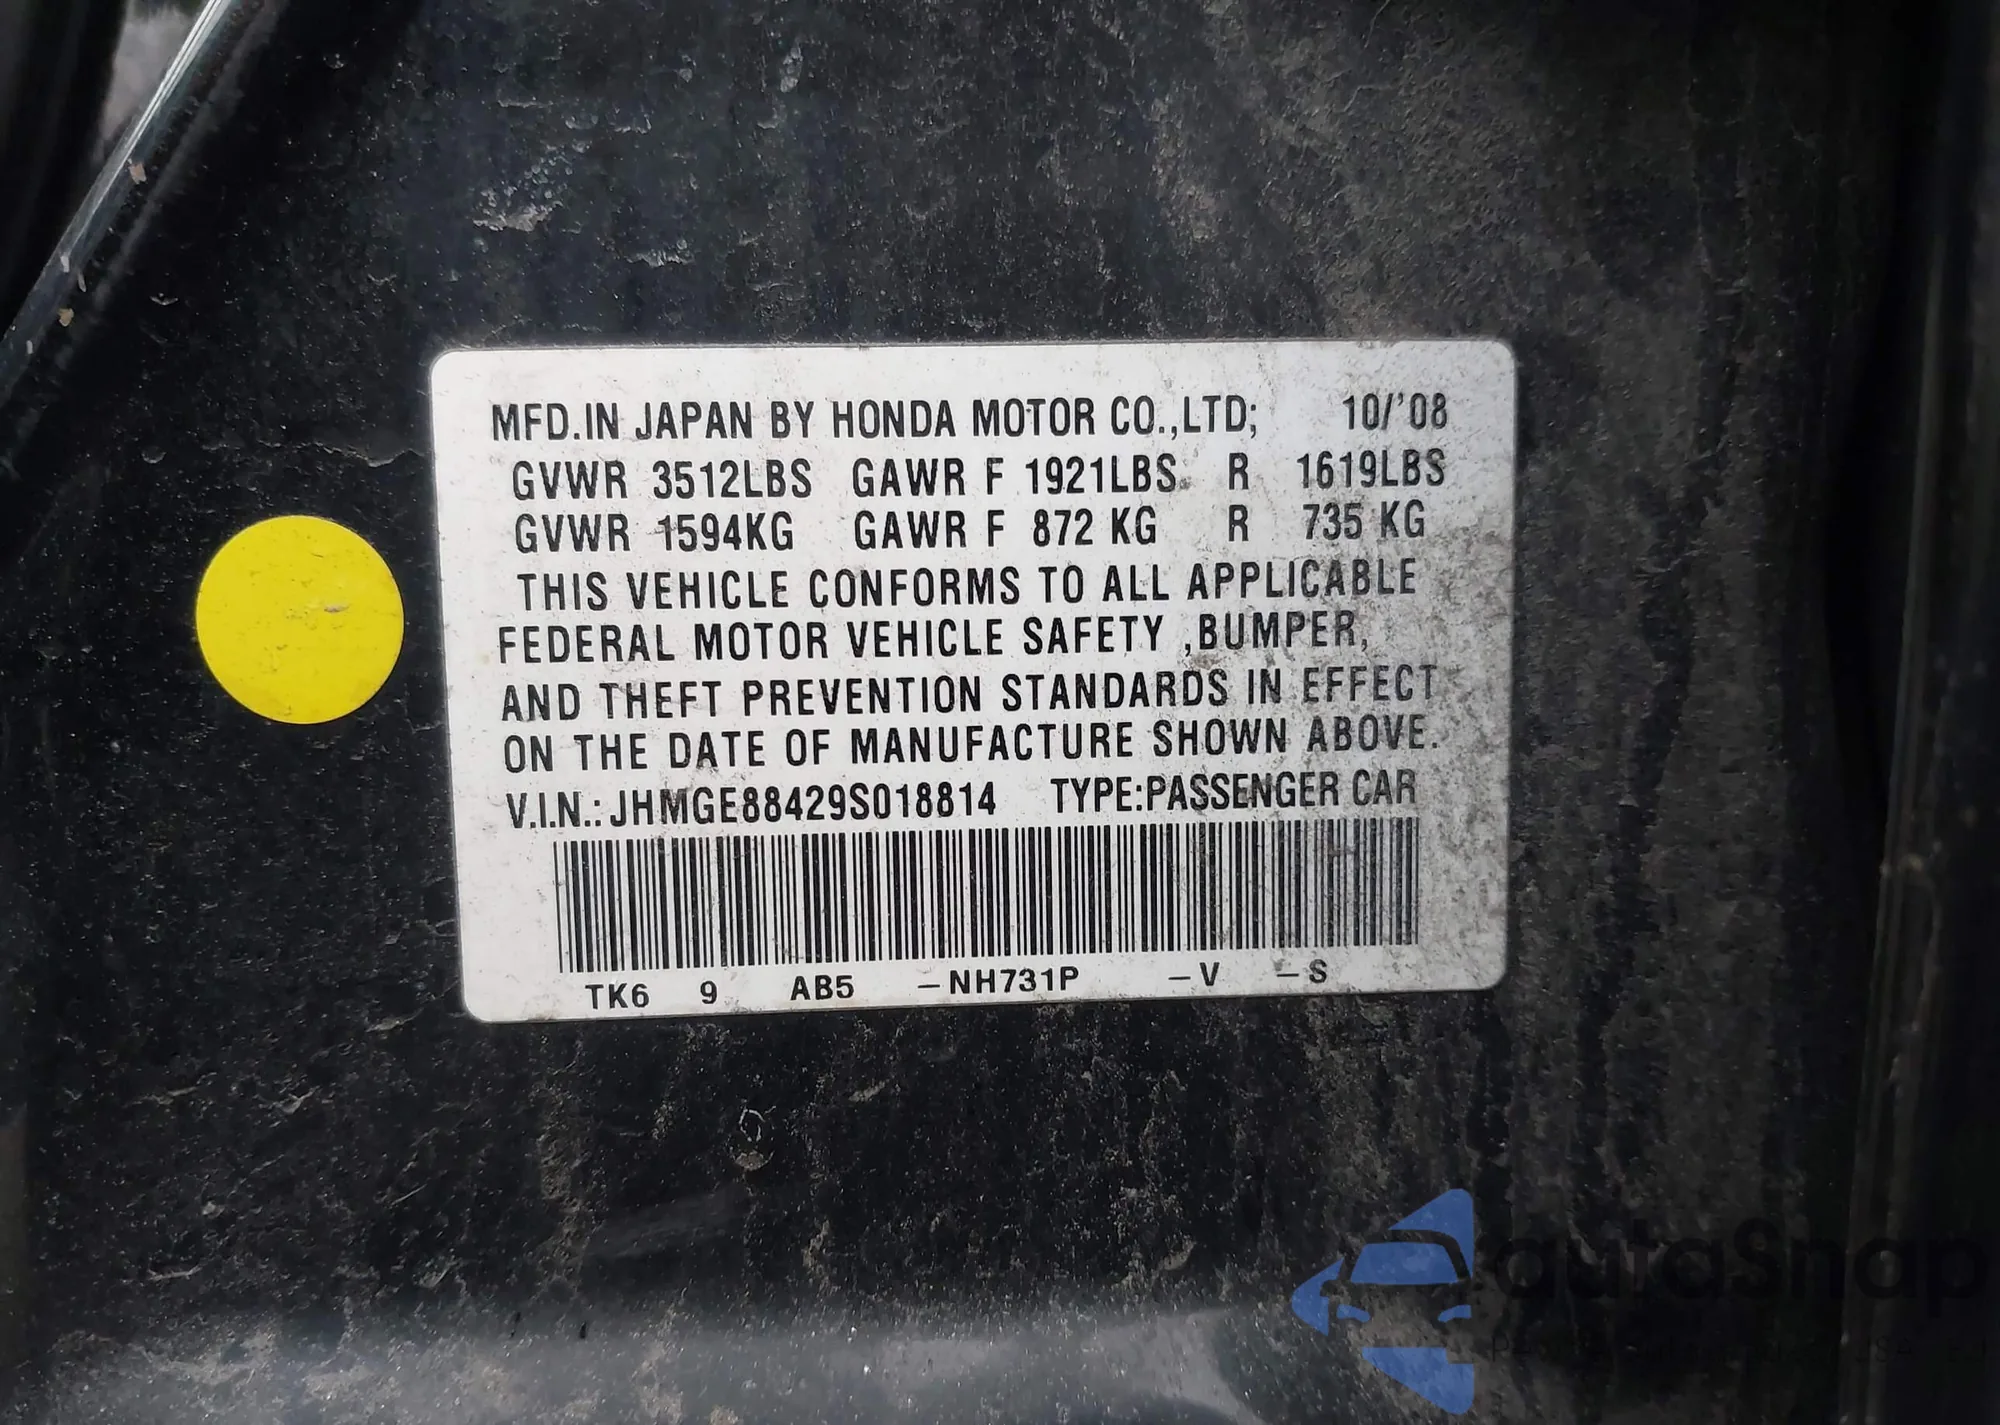 MFD.IN JAPAN BY HONDA MOTOR CO.,LTD; 10/'08
GVWR 3512LBS GAWR F 1921LBS R 1619LBS
GVWR 1594KG GAWR F 872 KG R 735 KG
THIS VEHICLE CONFORMS TO ALL APPLICABLE
FEDERAL MOTOR VEHICLE SAFETY ,BUMPER,
AND THEFT PREVENTION STANDARDS IN EFFECT
ON THE DATE OF MANUFACTURE SHOWN ABOVE.
V.I.N.: JHMGE88429S018814 TYPE:PASSENGER CAR
TK6 9 AB5 –NH731P –V –S
autoSnap